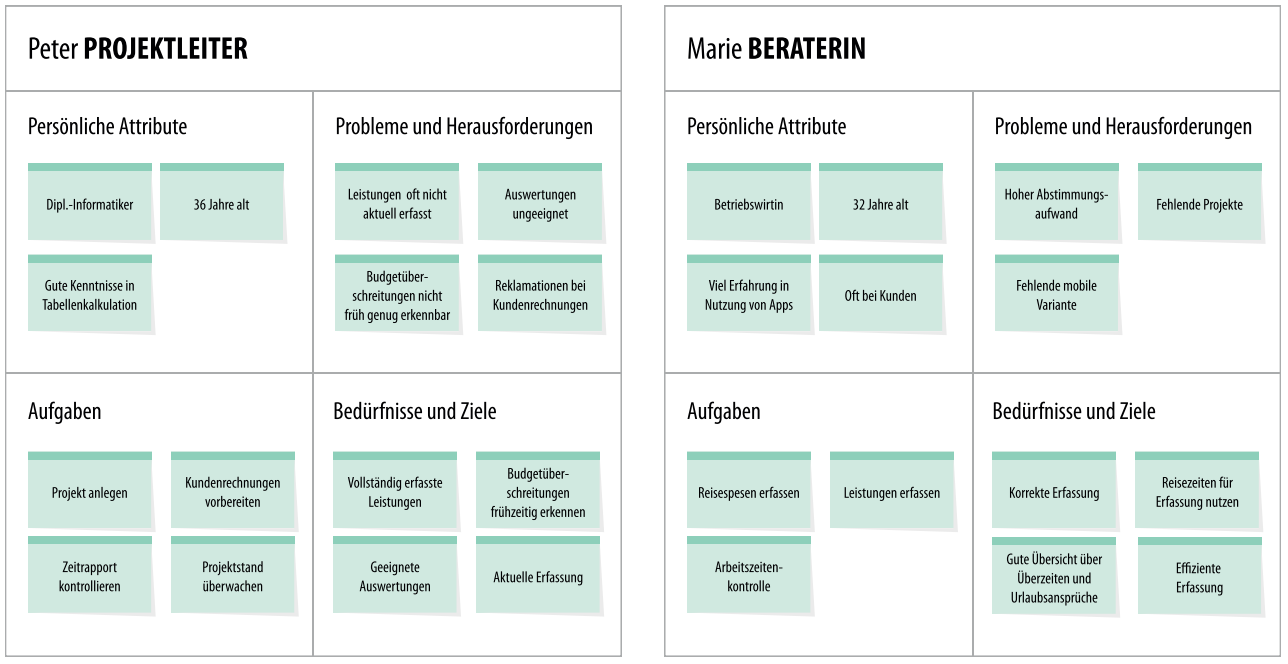 Peter PROJEKTLEITER
Persönliche Attribute
Dipl.-Informatiker
36 Jahre alt
Gute Kenntnisse in
Tabellenkalkulation
Probleme und Herausforderungen
Leistungen oft nicht
aktuell erfasst
Auswertungen
ungeeignet
Budgetüber-
schreitungen nicht
früh genug erkennbar
Reklamationen bei
Kundenrechnungen
Aufgaben
Projekt anlegen
Kundenrechnungen
vorbereiten
Zeitrapport
kontrollieren
Projektstand
überwachen
Bedürfnisse und Ziele
Vollständig erfasste
Leistungen
Budgetüber-
schreitungen
frühzeitig erkennen
Geeignete
Auswertungen
Aktuelle Erfassung
Marie BERATERIN
Persönliche Attribute
Betriebswirtin
32 Jahre alt
Viel Erfahrung in
Nutzung von Apps
Oft bei Kunden
Probleme und Herausforderungen
Hoher Abstimmungs-
aufwand
Fehlende Projekte
Fehlende mobile
Variante
Aufgaben
Reisespesen erfassen
Leistungen erfassen
Arbeitszeiten-
kontrolle
Bedürfnisse und Ziele
Korrekte Erfassung
Reisezeiten für
Erfassung nutzen
Gute Übersicht über
Überzeiten und
Urlaubsansprüche
Effiziente
Erfassung